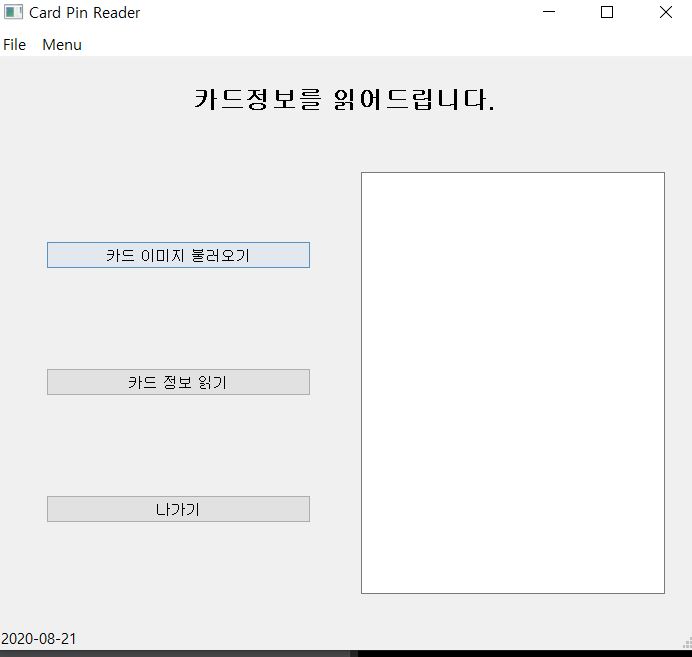 Card Pin Reader
File Menu
카드정보를 읽어드립니다.
카드 이미지 불러오기
카드 정보 읽기
나가기
2020-08-21